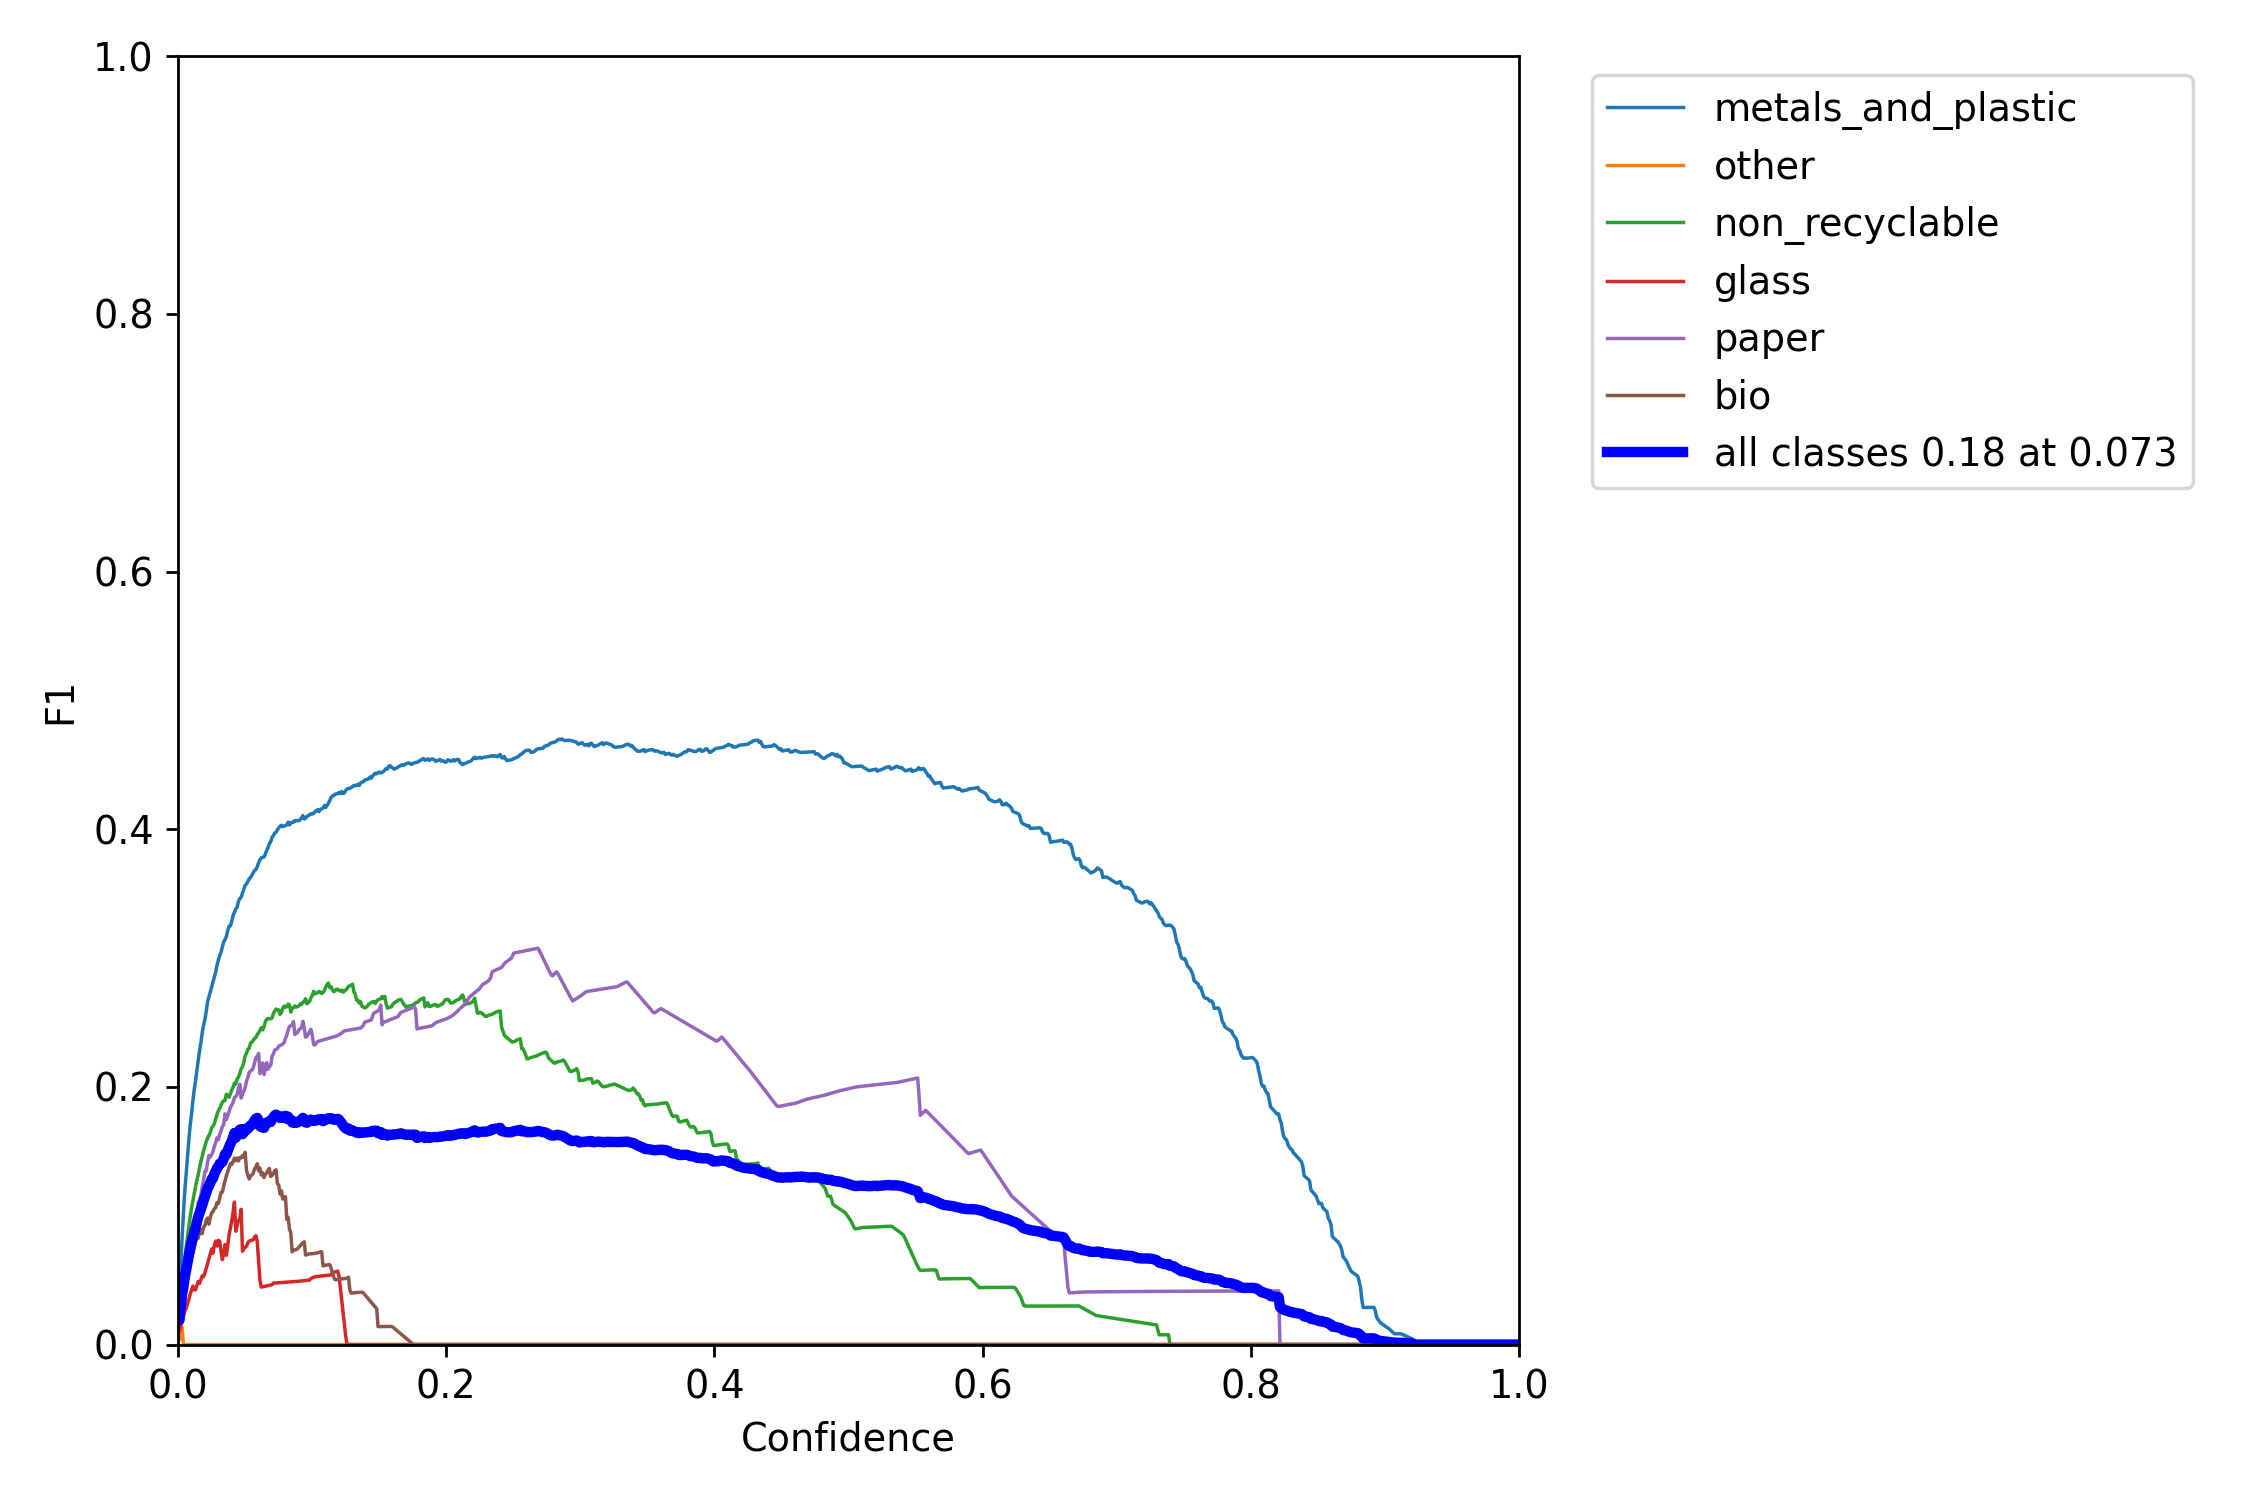 1.0
0.8
0.6
0.4
0.2
0.0
F1
0.0 0.2 0.4 0.6 0.8 1.0
Confidence
metals_and_plastic
other
non_recyclable
glass
paper
bio
all classes 0.18 at 0.073